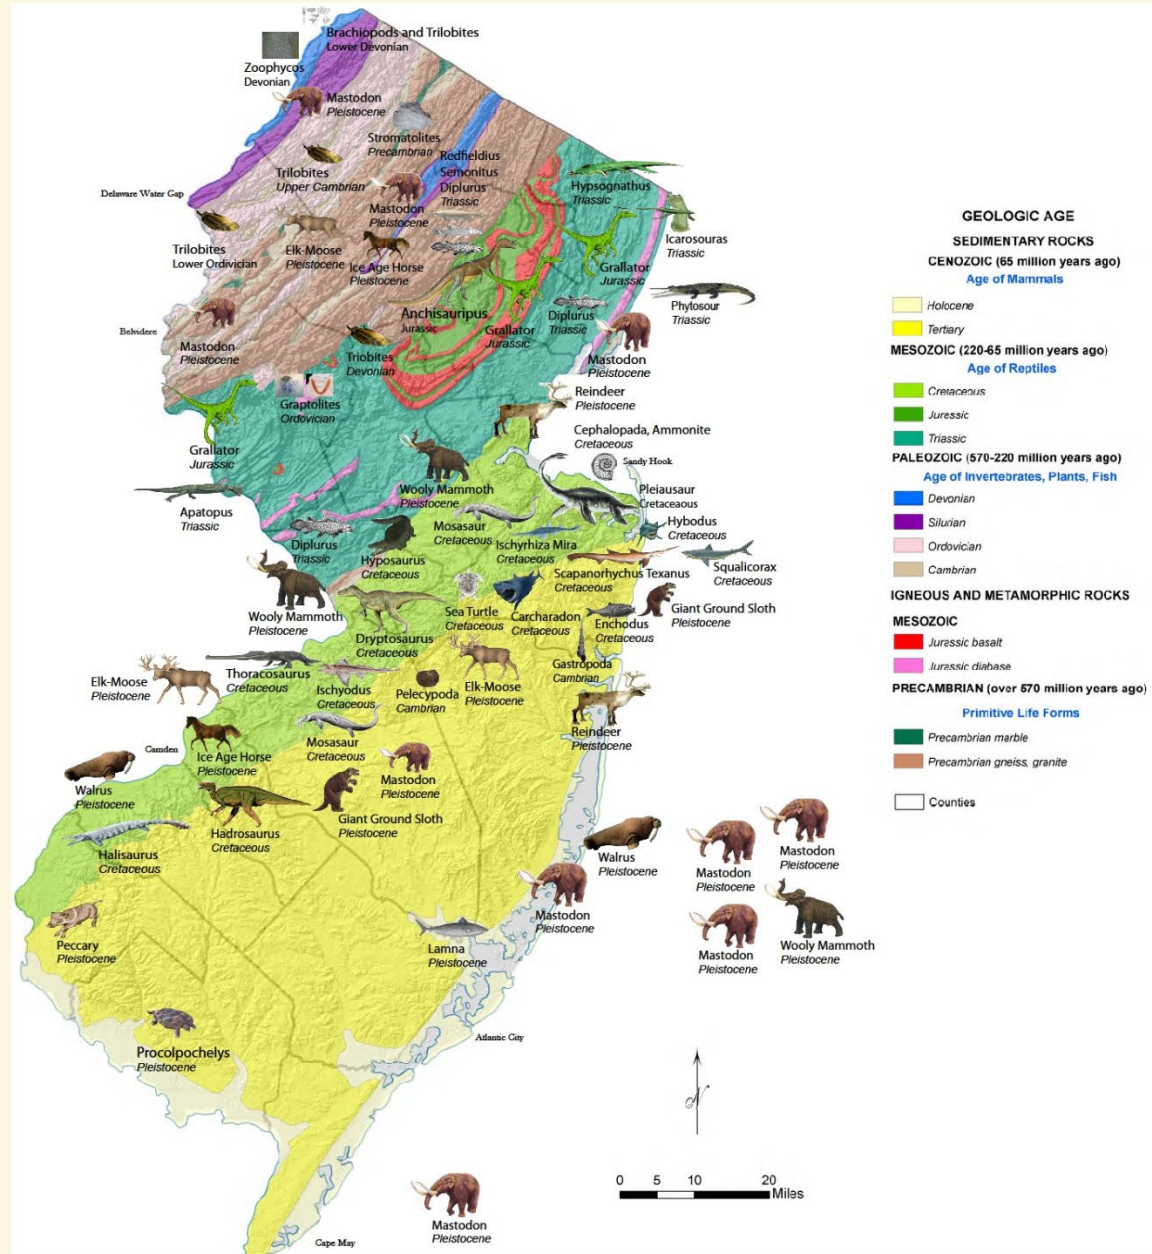 Brachiopods and Trilobites
Lower Devonian
Zoophycos
Devonian
Mastodon
Pleistocene
Stromatolites
Precambrian
Redfieldius
Semonitus
Diplurus
Triassic
Trilobites
Upper Cambrian
Mastodon
Pleistocene
Hypsognathus
Triassic
Delaware Water Gap
Icarosouras
Triassic
Trilobites
Lower Ordivician
Elk-Moose
Pleistocene
Ice Age Horse
Pleistocene
Grallator
Jurassic
Anchisauripus
Jurassic
Grallator
Jurassic
Diplurus
Triassic
Phytosour
Triassic
Belvidere
Mastodon
Pleistocene
Triobites
Devonian
Mastodon
Pleistocene
Graptolites
Ordovician
Reindeer
Pleistocene
Grallator
Jurassic
Cephalopada, Ammonite
Cretaceous
Sandy Hook
Wooly Mammoth
Pleistocene
Pleiausaur
Cretaceaous
Apatopus
Triassic
Mosasaur
Cretaceous
Hybodus
Cretaceous
Diplurus
Triassic
Hyposaurus
Cretaceous
Ischyrhiza Mira
Cretaceous
Scapanorhychus Texanus
Cretaceous
Squalicorax
Cretaceous
Wooly Mammoth
Pleistocene
Sea Turtle
Cretaceous
Carcharadon
Cretaceous
Enchodus
Cretaceous
Giant Ground Sloth
Pleistocene
Dryptosaurus
Cretaceous
Gastropoda
Cambrian
Elk-Moose
Pleistocene
Thoracosaurus
Cretaceous
Ischyodus
Cretaceous
Pelecypoda
Cambrian
Elk-Moose
Pleistocene
Reindeer
Pleistocene
Camden
Ice Age Horse
Pleistocene
Mosasaur
Cretaceous
Mastodon
Pleistocene
Walrus
Pleistocene
Hadrosaurus
Cretaceous
Giant Ground Sloth
Pleistocene
Halisaurus
Cretaceous
Walrus
Pleistocene
Mastodon
Pleistocene
Mastodon
Pleistocene
Mastodon
Pleistocene
Peccary
Pleistocene
Lamna
Pleistocene
Mastodon
Pleistocene
Wooly Mammoth
Pleistocene
Procolpochelys
Pleistocene
Atlantic City
Mastodon
Pleistocene
Cape May
N
0 5 10 20
Miles
GEOLOGIC AGE
SEDIMENTARY ROCKS
CENOZOIC (65 million years ago)
Age of Mammals
Holocene
Tertiary
MESOZOIC (220-65 million years ago)
Age of Reptiles
Cretaceous
Juressic
Triassic
PALEOZOIC (570-220 million years ago)
Age of Invertebrates, Plants, Fish
Devonian
Silurian
Ordovician
Cambrian
IGNEOUS AND METAMORPHIC ROCKS
MESOZOIC
Jurassic basalt
Jurassic diabase
PRECAMBRIAN (over 570 million years ago)
Primitive Life Forms
Precambrian marble
Precambrian gneiss, granite
Counties